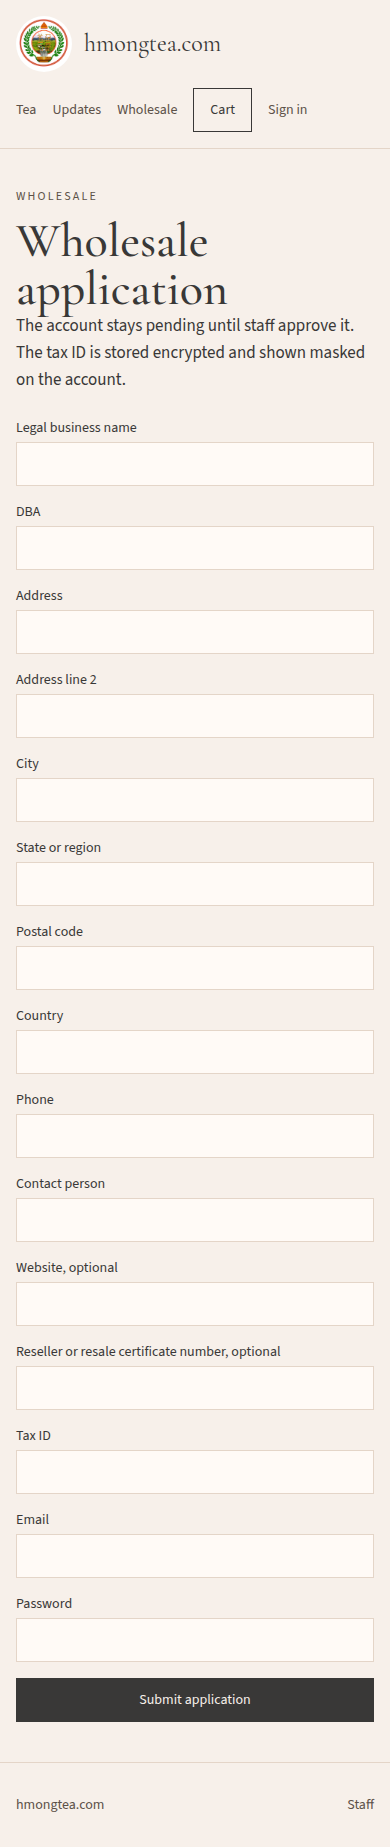 hmongtea.com
Tea Updates Wholesale Cart Sign in
WHOLESALE
Wholesale
application
The account stays pending until staff approve it.
The tax ID is stored encrypted and shown masked
on the account.
Legal business name
DBA
Address
Address line 2
City
State or region
Postal code
Country
Phone
Contact person
Website, optional
Reseller or resale certificate number, optional
Tax ID
Email
Password
Submit application
hmongtea.com Staff